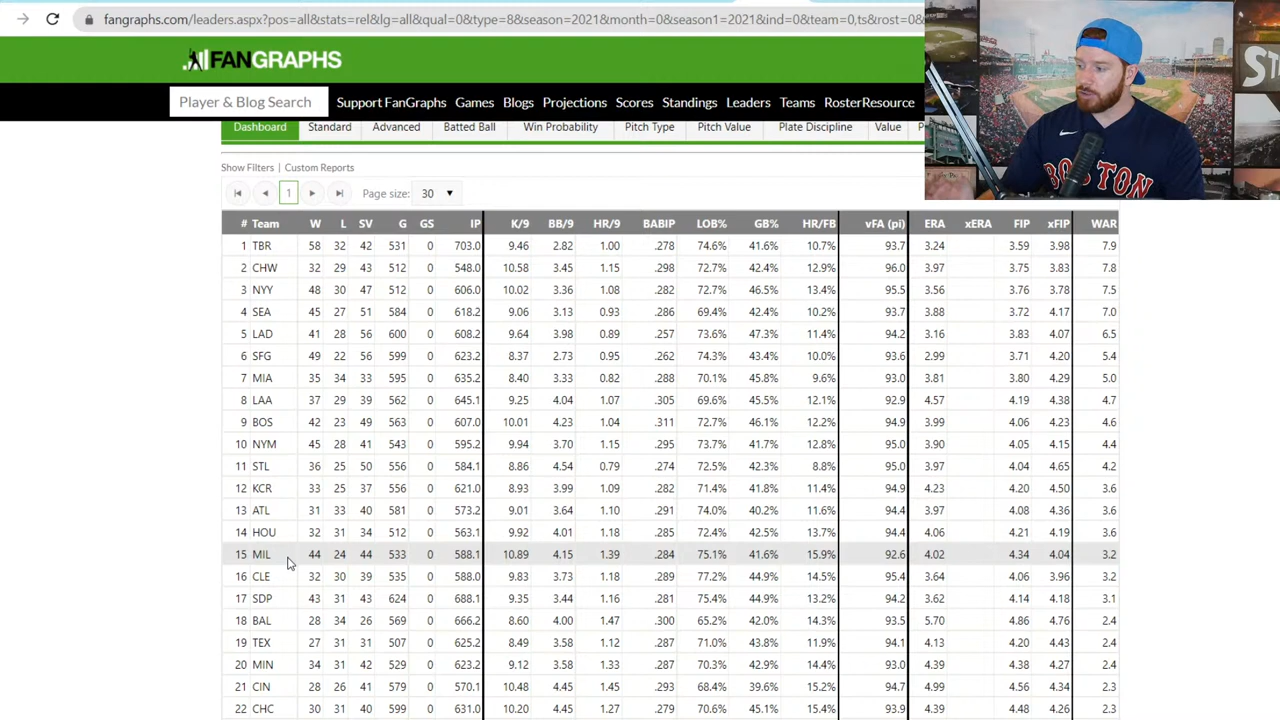 fangraphs.com/leaders.aspx?pos=all&stats=rel&lg=all&qual=0&type=8&season=2021&month=0&season1=2021&ind=0&team=0,ts&rost=0&
FANGRAPHS
Player & Blog Search Support FanGraphs Games Blogs Projections Scores Standings Leaders Teams RosterResource
Dashboard Standard Advanced Batted Ball Win Probability Pitch Type Pitch Value Plate Discipline Value P
Show Filters | Custom Reports
1 Page size: 30
# Team W L SV G GS IP K/9 BB/9 HR/9 BABIP LOB% GB% HR/FB vFA (pi) ERA xERA FIP xFIP WAR
1 TBR 58 32 42 531 0 703.0 9.46 2.82 1.00 .278 74.6% 41.6% 10.7% 93.7 3.24 3.59 3.98 7.9
2 CHW 32 29 43 512 0 548.0 10.58 3.45 1.15 .298 72.7% 42.4% 12.9% 96.0 3.97 3.75 3.83 7.8
3 NYY 48 30 47 512 0 606.0 10.02 3.36 1.08 .282 72.7% 46.5% 13.4% 95.5 3.56 3.76 3.78 7.5
4 SEA 45 27 51 584 0 618.2 9.06 3.13 0.93 .286 69.4% 42.4% 10.2% 93.7 3.88 3.72 4.17 7.0
5 LAD 41 28 56 600 0 608.2 9.64 3.98 0.89 .257 73.6% 47.3% 11.4% 94.2 3.16 3.83 4.07 6.5
6 SFG 49 22 56 599 0 623.2 8.37 2.73 0.95 .262 74.3% 43.4% 10.0% 93.6 2.99 3.71 4.20 5.4
7 MIA 35 34 33 595 0 635.2 8.40 3.33 0.82 .288 70.1% 45.8% 9.6% 93.0 3.81 3.80 4.29 5.0
8 LAA 37 29 39 562 0 645.1 9.25 4.04 1.07 .305 69.6% 45.5% 12.1% 92.9 4.57 4.19 4.38 4.7
9 BOS 42 23 49 563 0 607.0 10.01 4.23 1.04 .311 72.7% 46.1% 12.2% 94.9 3.99 4.06 4.23 4.6
10 NYM 45 28 41 543 0 595.2 9.94 3.70 1.15 .295 73.7% 41.7% 12.8% 95.0 3.90 4.05 4.15 4.4
11 STL 36 25 50 556 0 584.1 8.86 4.54 0.79 .274 72.5% 42.3% 8.8% 95.0 3.97 4.04 4.65 4.2
12 KCR 33 25 37 556 0 621.0 8.93 3.99 1.09 .282 71.4% 41.8% 11.4% 94.9 4.23 4.20 4.50 3.6
13 ATL 31 33 40 581 0 573.2 9.01 3.64 1.10 .291 74.0% 40.2% 11.6% 94.4 3.97 4.08 4.36 3.6
14 HOU 32 31 34 512 0 563.1 9.92 4.01 1.18 .285 72.4% 42.5% 13.7% 94.4 4.06 4.21 4.19 3.6
15 MIL 44 24 44 533 0 588.1 10.89 4.15 1.39 .284 75.1% 41.6% 15.9% 92.6 4.02 4.34 4.04 3.2
16 CLE 32 30 39 535 0 588.0 9.83 3.73 1.18 .289 77.2% 44.9% 14.5% 95.4 3.64 4.06 3.96 3.2
17 SDP 43 31 43 624 0 688.1 9.35 3.44 1.16 .281 75.4% 44.9% 13.2% 94.2 3.62 4.14 4.18 3.1
18 BAL 28 34 26 569 0 666.2 8.60 4.00 1.47 .300 65.2% 42.0% 14.3% 93.5 5.70 4.86 4.76 2.4
19 TEX 27 31 31 507 0 625.2 8.49 3.58 1.12 .287 71.0% 43.8% 11.9% 94.1 4.13 4.20 4.43 2.4
20 MIN 34 31 42 529 0 623.2 9.12 3.58 1.33 .287 70.3% 42.9% 14.4% 93.0 4.39 4.38 4.27 2.4
21 CIN 28 26 41 579 0 570.1 10.48 4.45 1.45 .293 68.4% 39.6% 15.2% 94.7 4.99 4.56 4.34 2.3
22 CHC 30 31 40 599 0 631.0 10.20 4.45 1.27 .279 70.6% 45.1% 15.4% 93.9 4.39 4.48 4.26 2.3
BOSTON